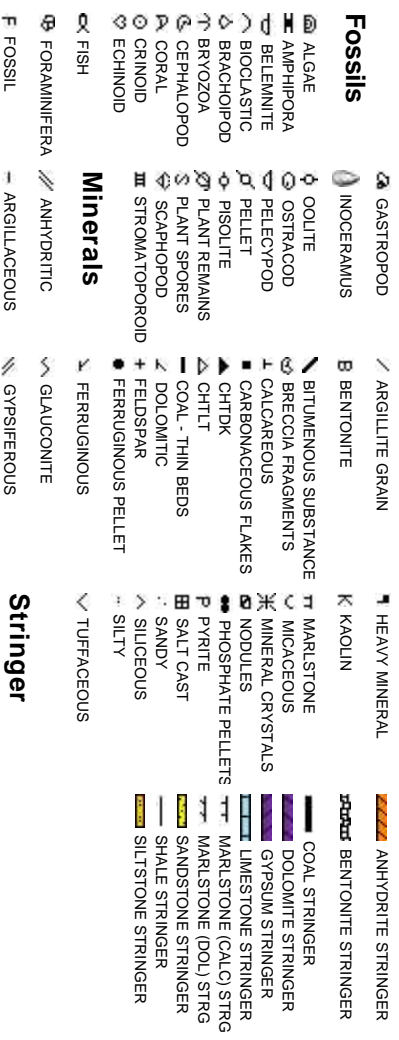 Fossils
ALGAE
AMPHIPORA
BELEMNITE
BIOCLASTIC
BRACHOIPOD
BRYOZOA
CEPHALOPOD
CORAL
CRINOID
ECHINOID
FISH
FORAMINIFERA
F FOSSIL
GASTROPOD
INOCERAMUS
OOLITE
OSTRACOD
PELECYPOD
PELLET
PISOLITE
PLANT REMAINS
PLANT SPORES
SCAPHOPOD
STROMATOPOROID
Minerals
ANHYDRITIC
ARGILLACEOUS
ARGILLITE GRAIN
B BENTONITE
BITUMENOUS SUBSTANCE
BRECCIA FRAGMENTS
CALCAREOUS
CARBONACEOUS FLAKES
CHTDK
CHTLT
COAL - THIN BEDS
DOLOMITIC
FELDSPAR
FERRUGINOUS PELLET
FERRUGINOUS
GLAUCONITE
GYPSIFEROUS
HEAVY MINERAL
K KAOLIN
MARLSTONE
MICACEOUS
MINERAL CRYSTALS
NODULES
PHOSPHATE PELLETS
P PYRITE
SALT CAST
SANDY
SILICEOUS
SILTY
TUFFACEOUS
Stringer
ANHYDRITE STRINGER
BENTONITE STRINGER
COAL STRINGER
DOLOMITE STRINGER
GYPSUM STRINGER
LIMESTONE STRINGER
MARLSTONE (CALC) STRG
MARLSTONE (DOL) STRG
SANDSTONE STRINGER
SHALE STRINGER
SILTSTONE STRINGER